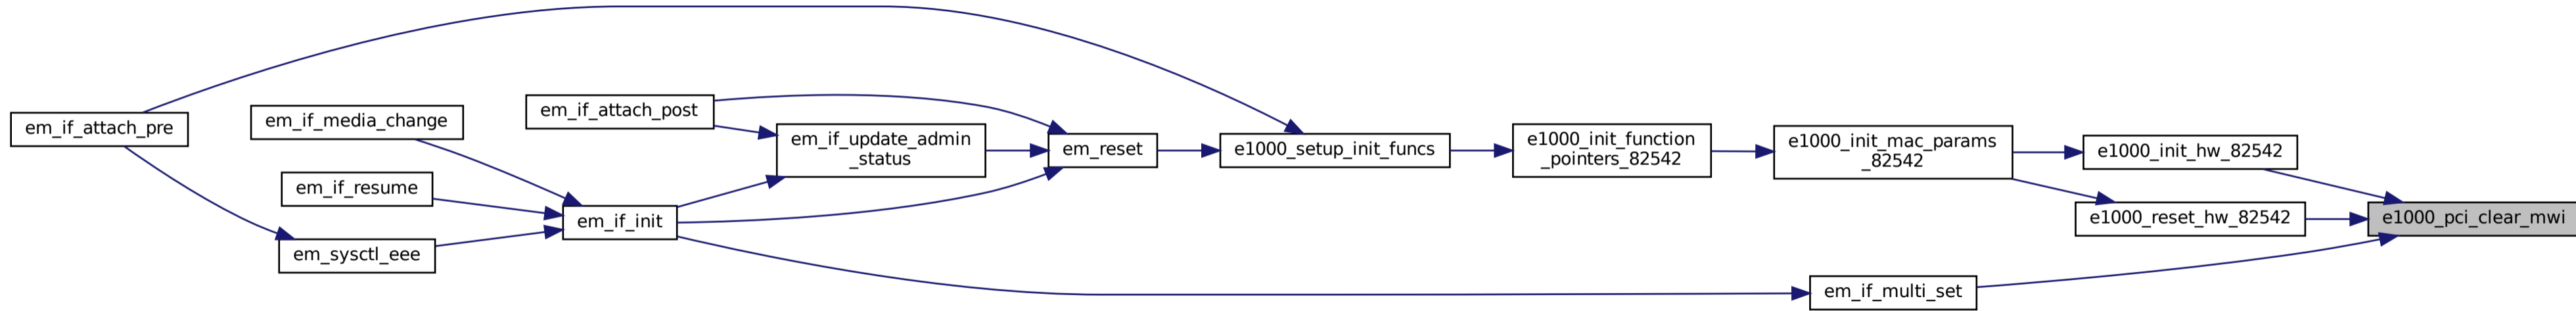 em_if_attach_pre
em_if_media_change
em_if_resume
em_sysctl_eee
em_if_attach_post
em_if_init
em_if_update_admin
_status
em_reset
e1000_setup_init_funcs
e1000_init_function
_pointers_82542
e1000_init_mac_params
_82542
em_if_multi_set
e1000_init_hw_82542
e1000_reset_hw_82542
e1000_pci_clear_mwi